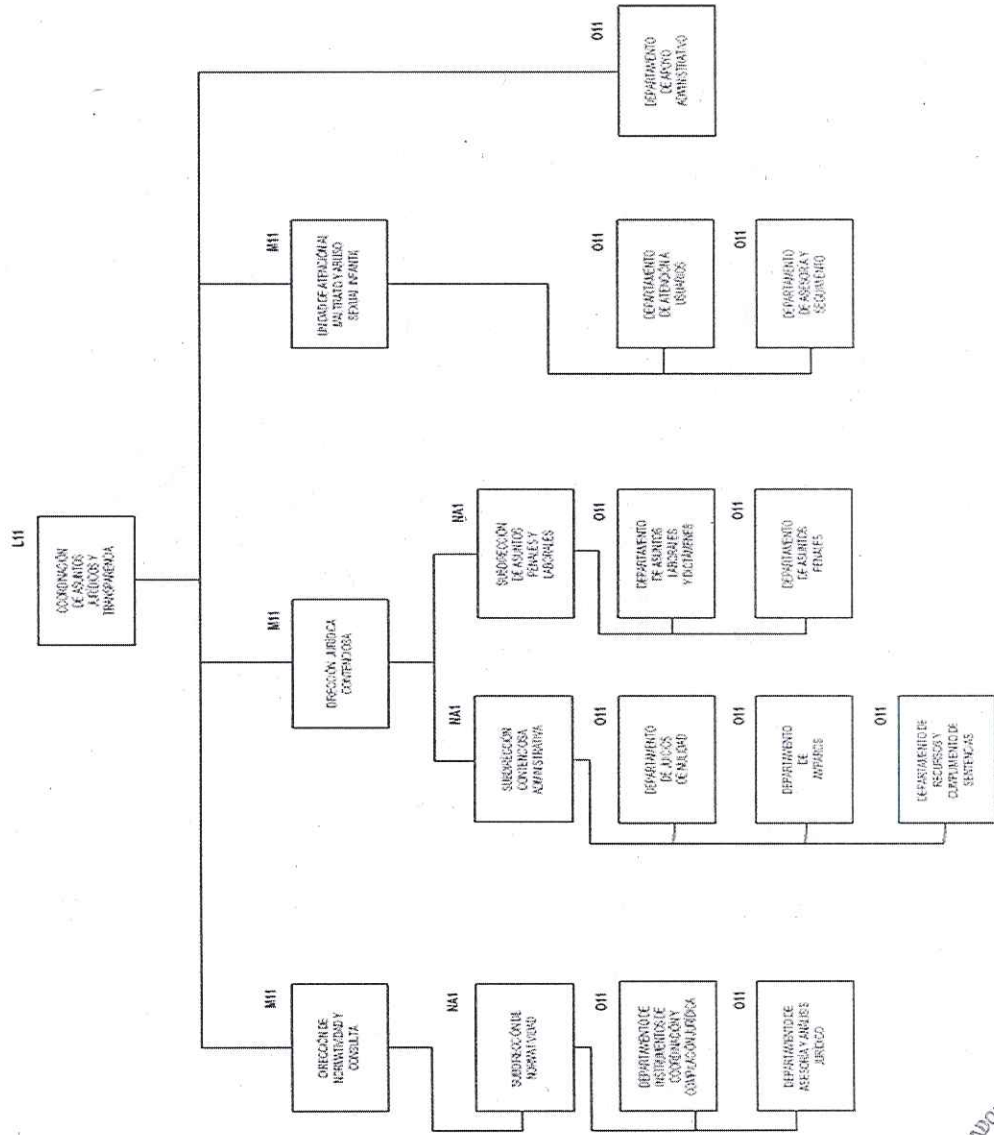 L11
COORDINACIÓN
DE ASUNTOS
JURÍDICOS Y
TRANSPARENCIA
M11
DIRECCIÓN DE
NORMATIVIDAD Y
CONSULTA
M11
DIRECCIÓN JURÍDICA
CONTENCIOSA
M11
UNIDAD DE ATENCIÓN AL
MALTRATO Y ABUSO
SEXUAL INFANTIL
NA1
SUBDIRECCIÓN DE
NORMATIVIDAD
NA1
SUBDIRECCIÓN
CONTENCIOSA
ADMINISTRATIVA
NA1
SUBDIRECCIÓN
DE ASUNTOS
PENALES Y
LABORALES
O11
DEPARTAMENTO DE
INSTRUMENTOS DE
COORDINACIÓN Y
COMPILACIÓN JURÍDICA
O11
DEPARTAMENTO
DE JUICIOS
DE NULIDAD
O11
DEPARTAMENTO
DE ASUNTOS
LABORALES
Y DICTÁMENES
O11
DEPARTAMENTO
DE ATENCIÓN A
USUARIOS
O11
DEPARTAMENTO
DE APOYO
ADMINISTRATIVO
O11
DEPARTAMENTO DE
ASESORÍA Y ANÁLISIS
JURÍDICO
O11
DEPARTAMENTO
DE
AMPAROS
O11
DEPARTAMENTO
DE ASUNTOS
PENALES
O11
DEPARTAMENTO
DE ASESORÍA Y
SEGUIMIENTO
O11
DEPARTAMENTO DE
RECURSOS Y
CUMPLIMIENTO DE
SENTENCIAS